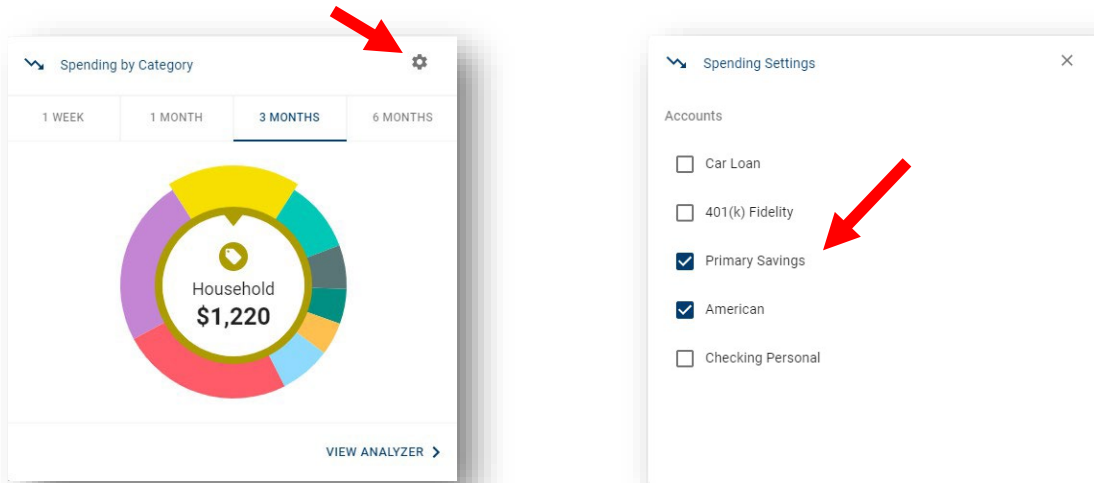 Spending by Category
1 WEEK
1 MONTH
3 MONTHS
6 MONTHS
Household
$1,220
VIEW ANALYZER
Spending Settings
Accounts
Car Loan
401(k) Fidelity
Primary Savings
American
Checking Personal